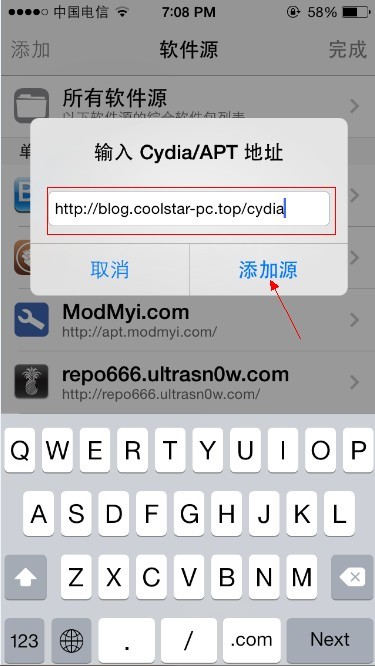 中国电信
7:08 PM
58%
添加
软件源
完成
所有软件源
以下软件源的综合软件包列表
单
输入 Cydia/APT 地址
http://blog.coolstar-pc.top/cydia
取消
添加源
ModMyi.com
http://apt.modmyi.com/
repo666.ultrasn0w.com
http://repo666.ultrasn0w.com/
Q W E R T Y U I O P
A S D F G H J K L
Z X C V B N M
123 . / .com Next